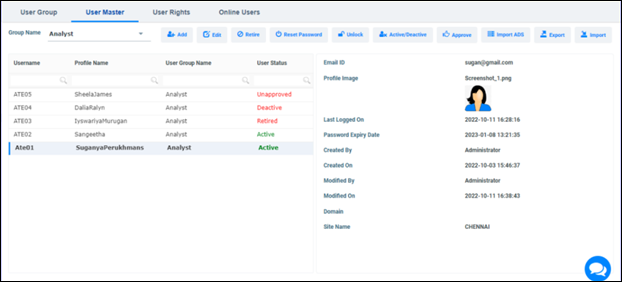 User Group User Master User Rights Online Users
Group Name Analyst Add Edit Retire Reset Password Unlock Active/Deactive Approve Import ADS Export Import
Username Profile Name User Group Name User Status
ATE05 SheelaJames Analyst Unapproved
ATE04 DallaRalyn Analyst Deactive
ATE03 IyswariyaMurugan Analyst Retired
ATE02 Sangeetha Analyst Active
Ate01 SuganyaPerukhmans Analyst Active
Email ID sugan@gmail.com
Profile Image Screenshot_1.png
Last Logged On 2022-10-11 16:28:16
Password Expiry Date 2023-01-08 13:21:35
Created By Administrator
Created On 2022-10-03 15:46:37
Modified By Administrator
Modified On 2022-10-11 16:38:43
Domain
Site Name CHENNAI